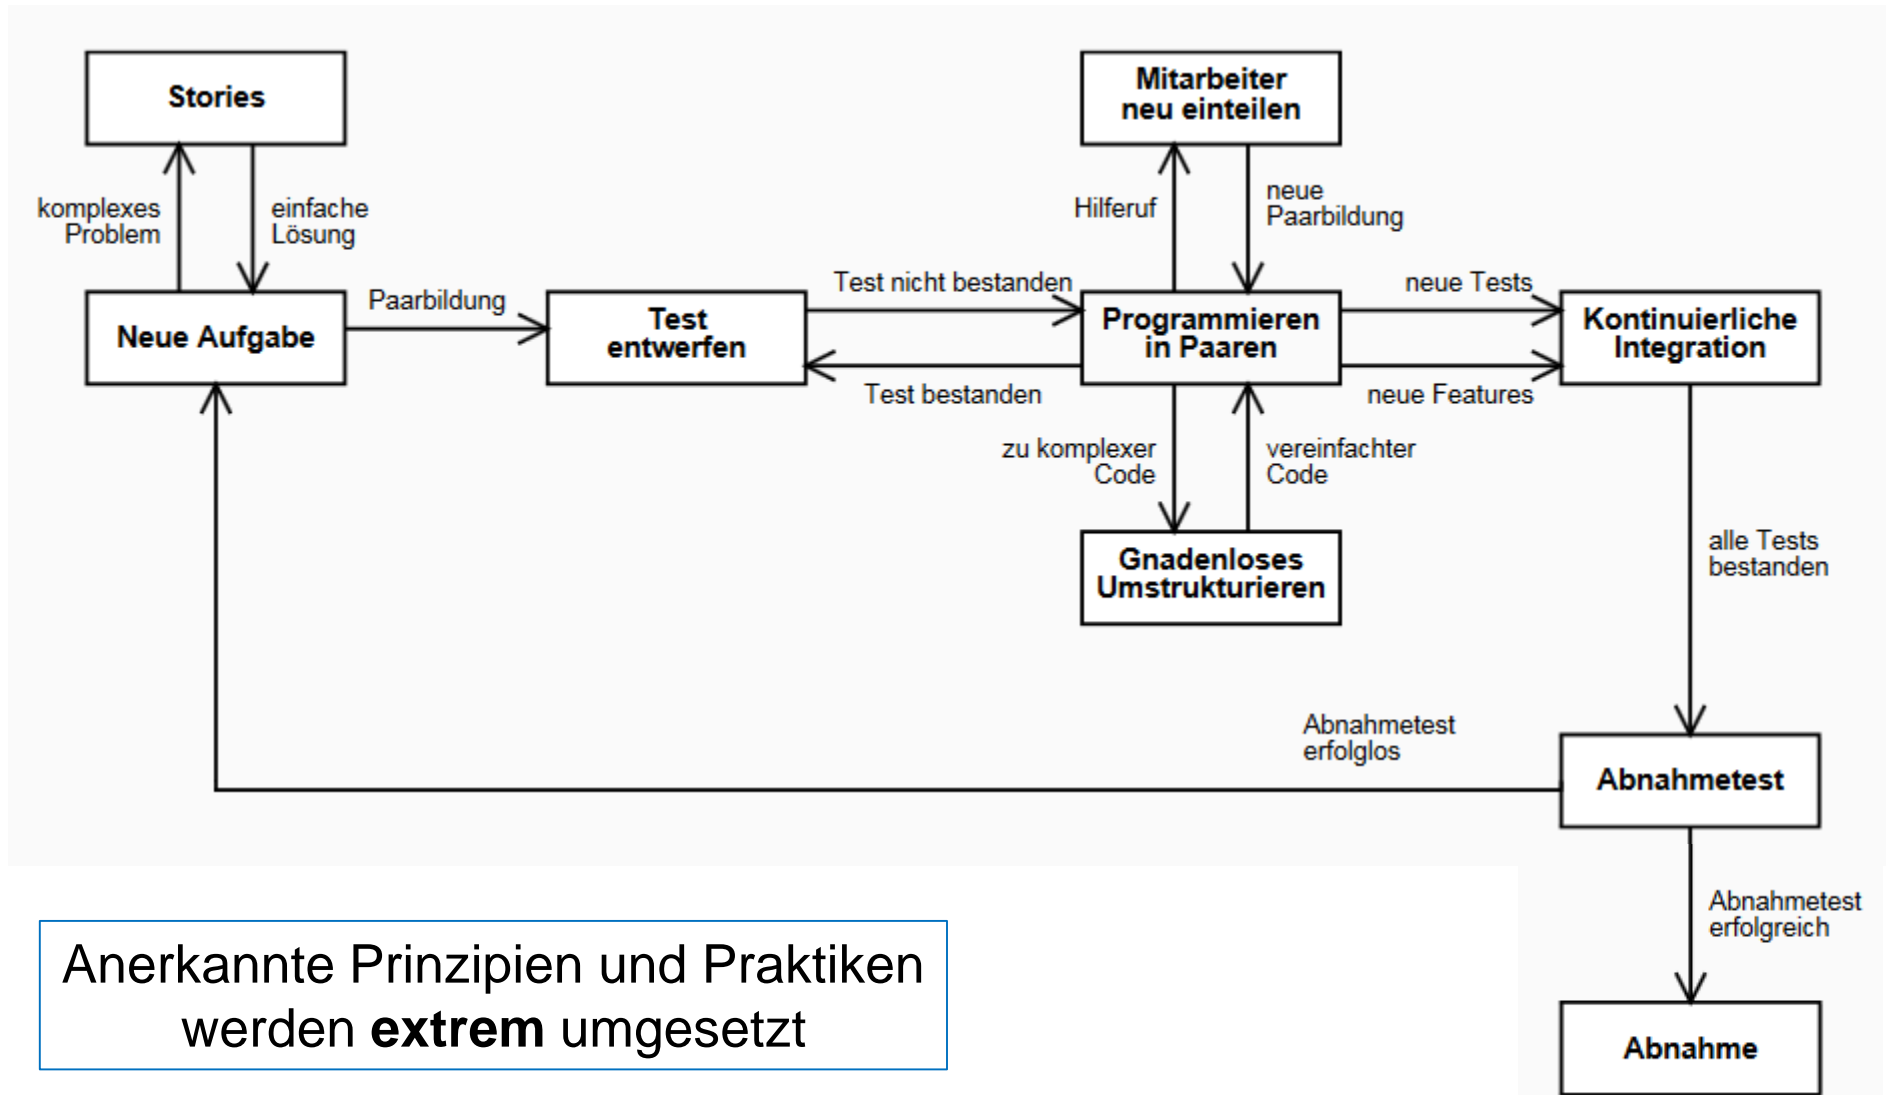 Stories
Mitarbeiter
neu einteilen
komplexes
Problem
einfache
Lösung
Hilferuf
neue
Paarbildung
Neue Aufgabe
Paarbildung
Test
entwerfen
Test nicht bestanden
Test bestanden
Programmieren
in Paaren
neue Tests
neue Features
Kontinuierliche
Integration
zu komplexer
Code
vereinfachter
Code
Gnadenloses
Umstrukturieren
alle Tests
bestanden
Abnahmetest
erfolglos
Abnahmetest
Abnahmetest
erfolgreich
Abnahme
Anerkannte Prinzipien und Praktiken
werden extrem umgesetzt